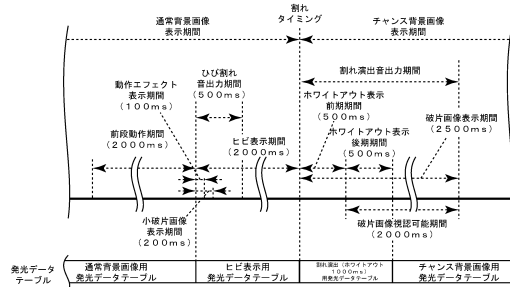 割れ
タイミング
通常背景画像
表示期間
チャンス背景画像
表示期間
割れ演出音出力期間
ひび割れ
音出力期間
(500ms)
動作エフェクト
表示期間
(100ms)
ホワイトアウト表示
前期期間
(500ms)
破片画像表示期間
(2500ms)
前段動作期間
(2000ms)
ヒビ表示期間
(2000ms)
ホワイトアウト表示
後期期間
(500ms)
小破片画像
表示期間
(200ms)
破片画像視認可能期間
(2000ms)
発光データ
テーブル
通常背景画像用
発光データテーブル
ヒビ表示用
発光データテーブル
割れ演出(ホワイトアウト
1000ms)
用発光データテーブル
チャンス背景画像用
発光データテーブル